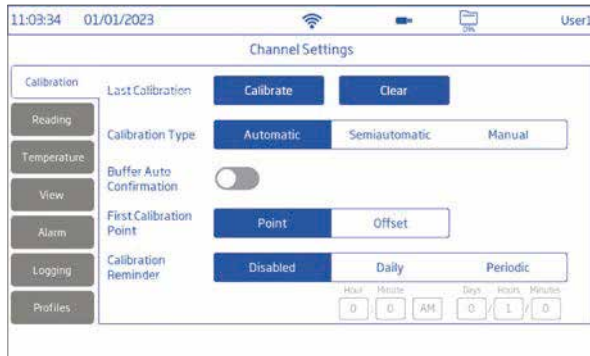 11:03:34 01/01/2023 0% User1
Channel Settings
Calibration
Last Calibration Calibrate Clear
Reading
Calibration Type Automatic Semiautomatic Manual
Temperature
Buffer Auto
Confirmation
View
First Calibration
Point Point Offset
Alarm
Logging
Calibration
Reminder Disabled Daily Periodic
Hour Minute Days Hours Minutes
Profiles
0 : 0 AM 0 / 1 / 0